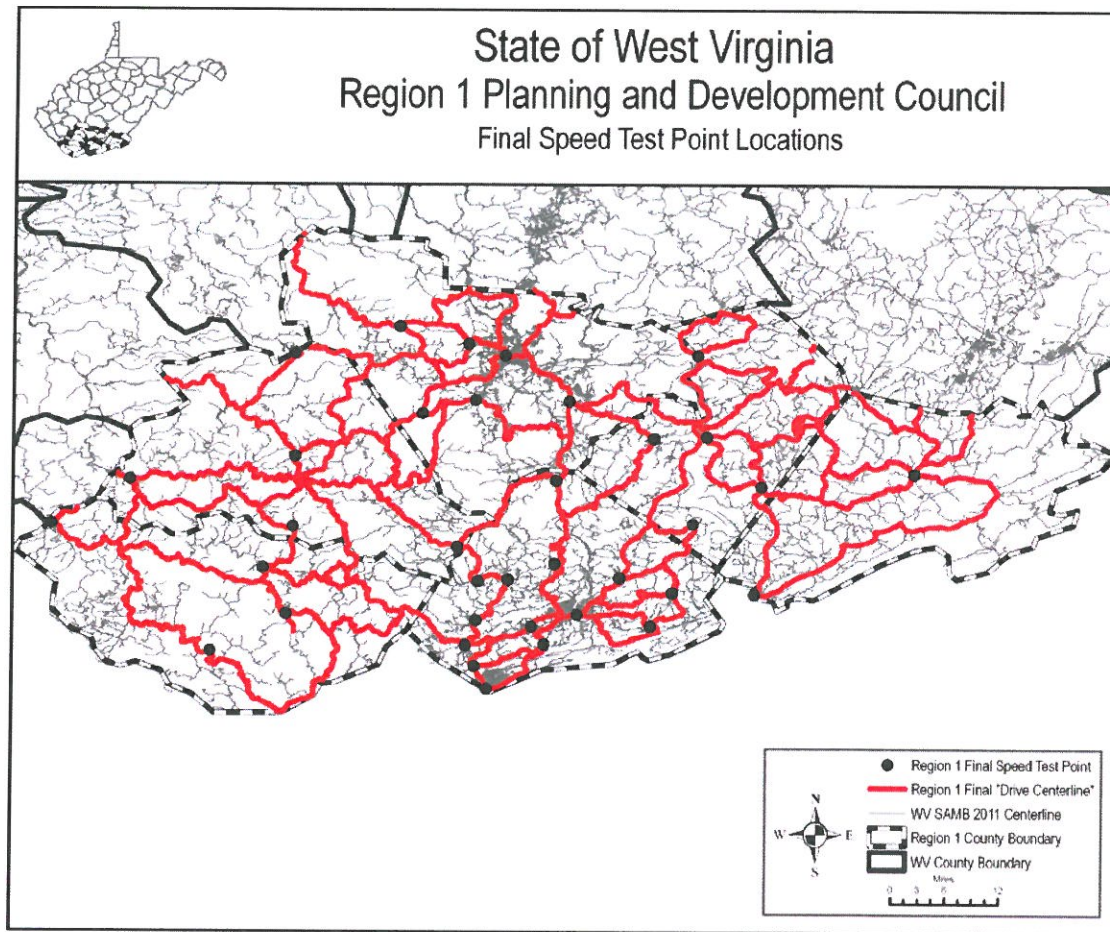 State of West Virginia
Region 1 Planning and Development Council
Final Speed Test Point Locations
Region 1 Final Speed Test Point
Region 1 Final "Drive Centerline"
WV SAMB 2011 Centerline
Region 1 County Boundary
WV County Boundary
N
W E
S
Miles
0 3 6 12